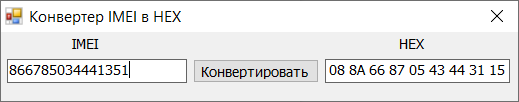 Конвертер IMEI в HEX
IMEI HEX
866785034441351 Конвертировать 08 8A 66 87 05 43 44 31 15